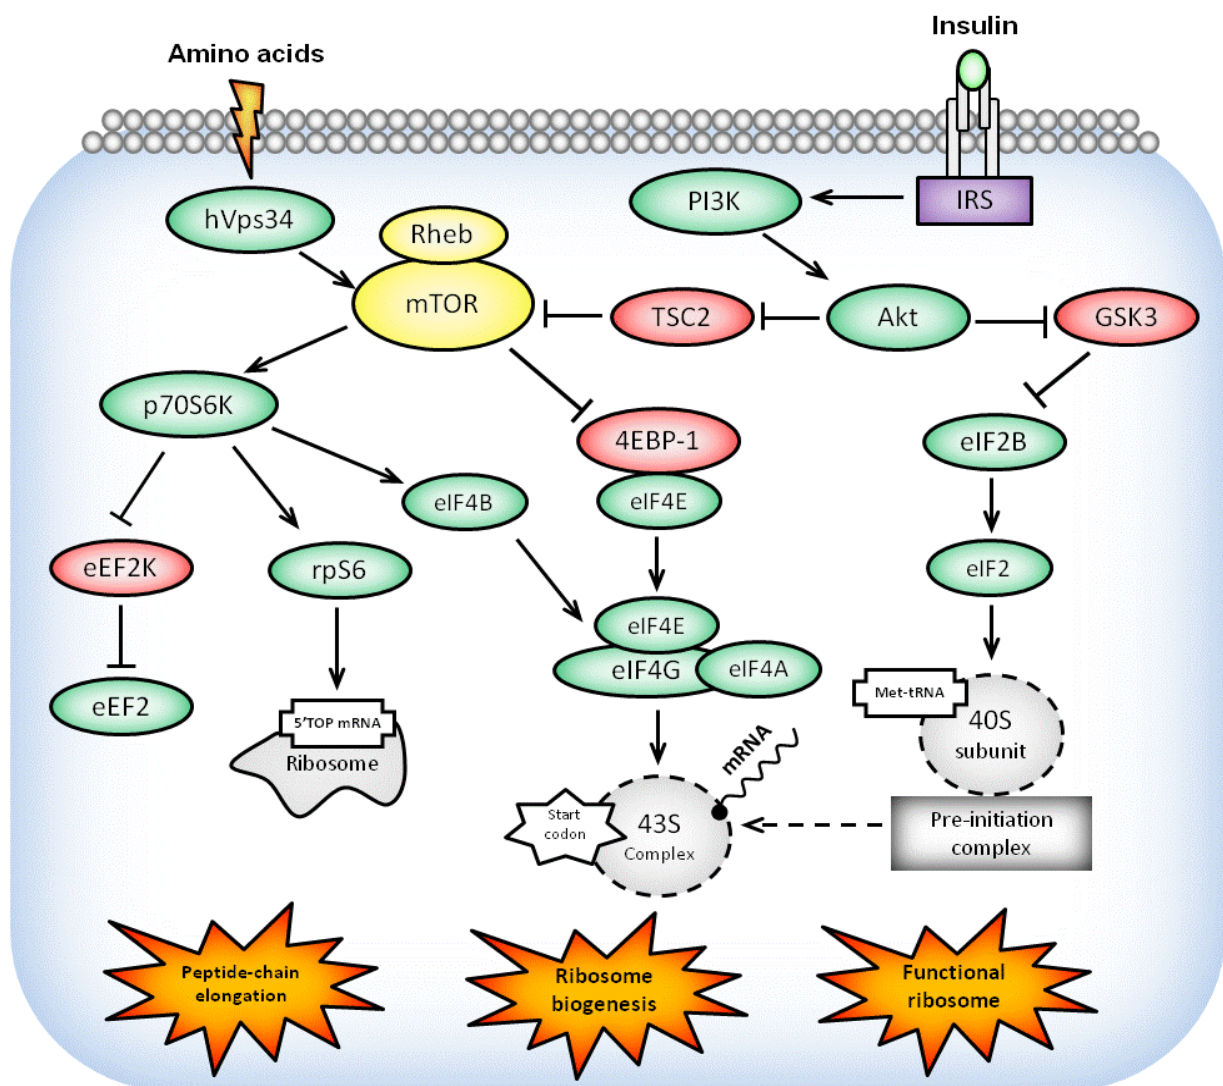 Insulin
Amino acids
hVps34
Rheb
mTOR
PI3K
IRS
TSC2
Akt
GSK3
p70S6K
4EBP-1
eIF4E
eIF2B
eIF4B
eEF2K
rpS6
eIF2
eIF4E
eIF4G
eIF4A
eEF2
5'TOP mRNA
Ribosome
Met-tRNA
40S
subunit
mRNA
Start
codon
43S
Complex
Pre-initiation
complex
Peptide-chain
elongation
Ribosome
biogenesis
Functional
ribosome